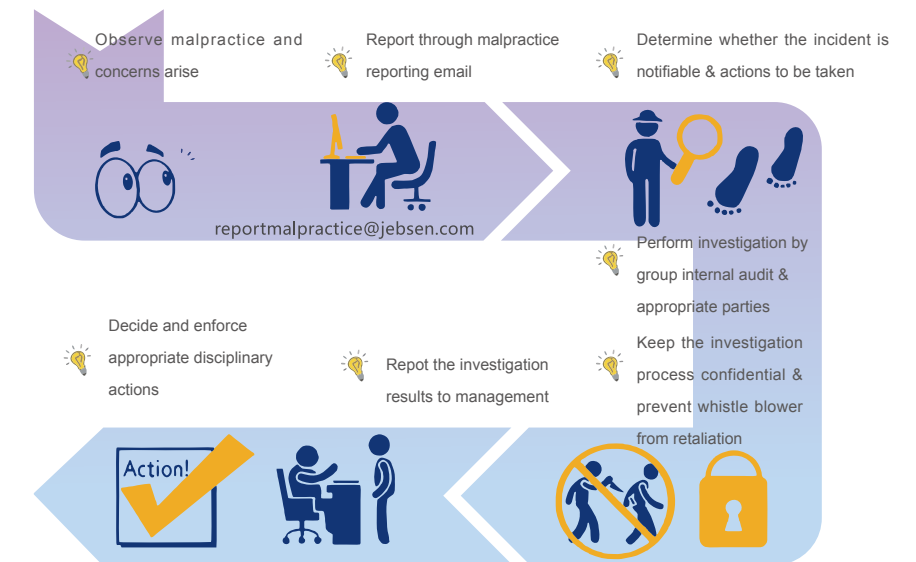 Observe malpractice and
concerns arise
Report through malpractice
reporting email
Determine whether the incident is
notifiable & actions to be taken
reportmalpractice@jebsen.com
Perform investigation by
group internal audit &
appropriate parties
Keep the investigation
process confidential &
prevent whistle blower
from retaliation
Repot the investigation
results to management
Decide and enforce
appropriate disciplinary
actions
Action!